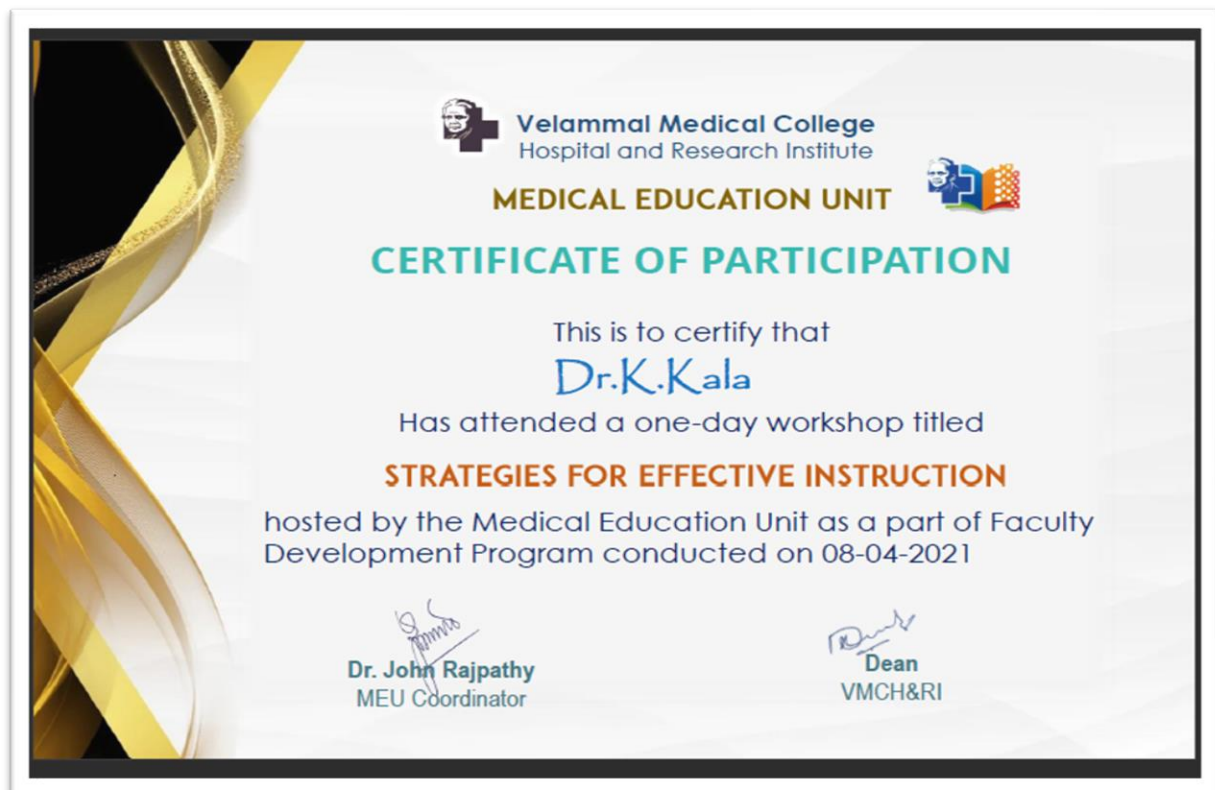 Velammal Medical College
Hospital and Research Institute
MEDICAL EDUCATION UNIT
CERTIFICATE OF PARTICIPATION
This is to certify that
Dr.K.Kala
Has attended a one-day workshop titled
STRATEGIES FOR EFFECTIVE INSTRUCTION
hosted by the Medical Education Unit as a part of Faculty
Development Program conducted on 08-04-2021
Dr. John Rajpathy
MEU Coordinator
Dean
VMCH&RI